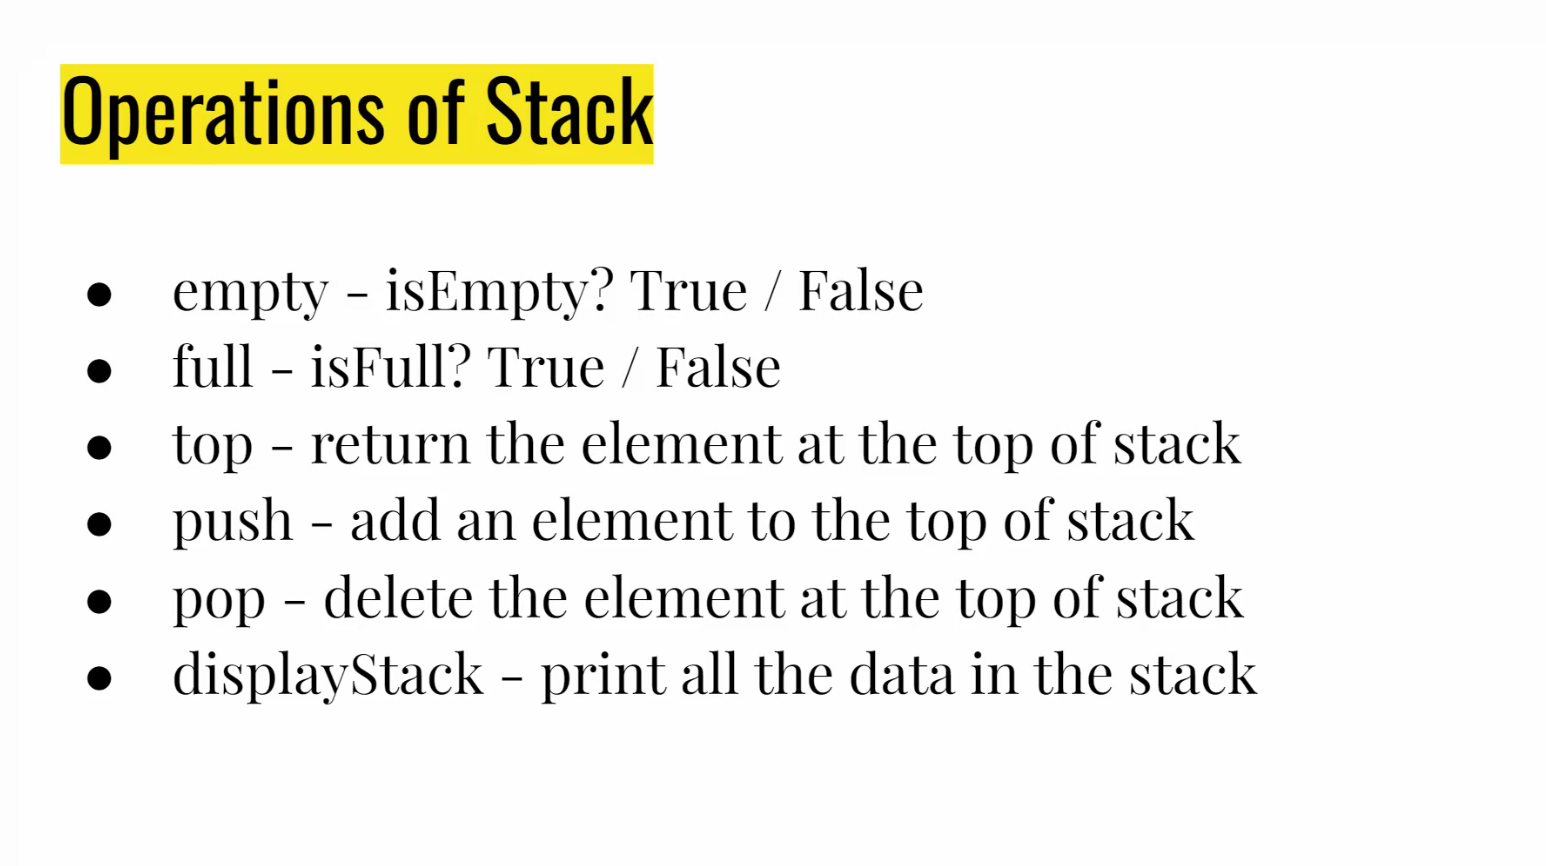 Operations of Stack
● empty - isEmpty? True / False
● full - isFull? True / False
● top - return the element at the top of stack
● push - add an element to the top of stack
● pop - delete the element at the top of stack
● displayStack - print all the data in the stack